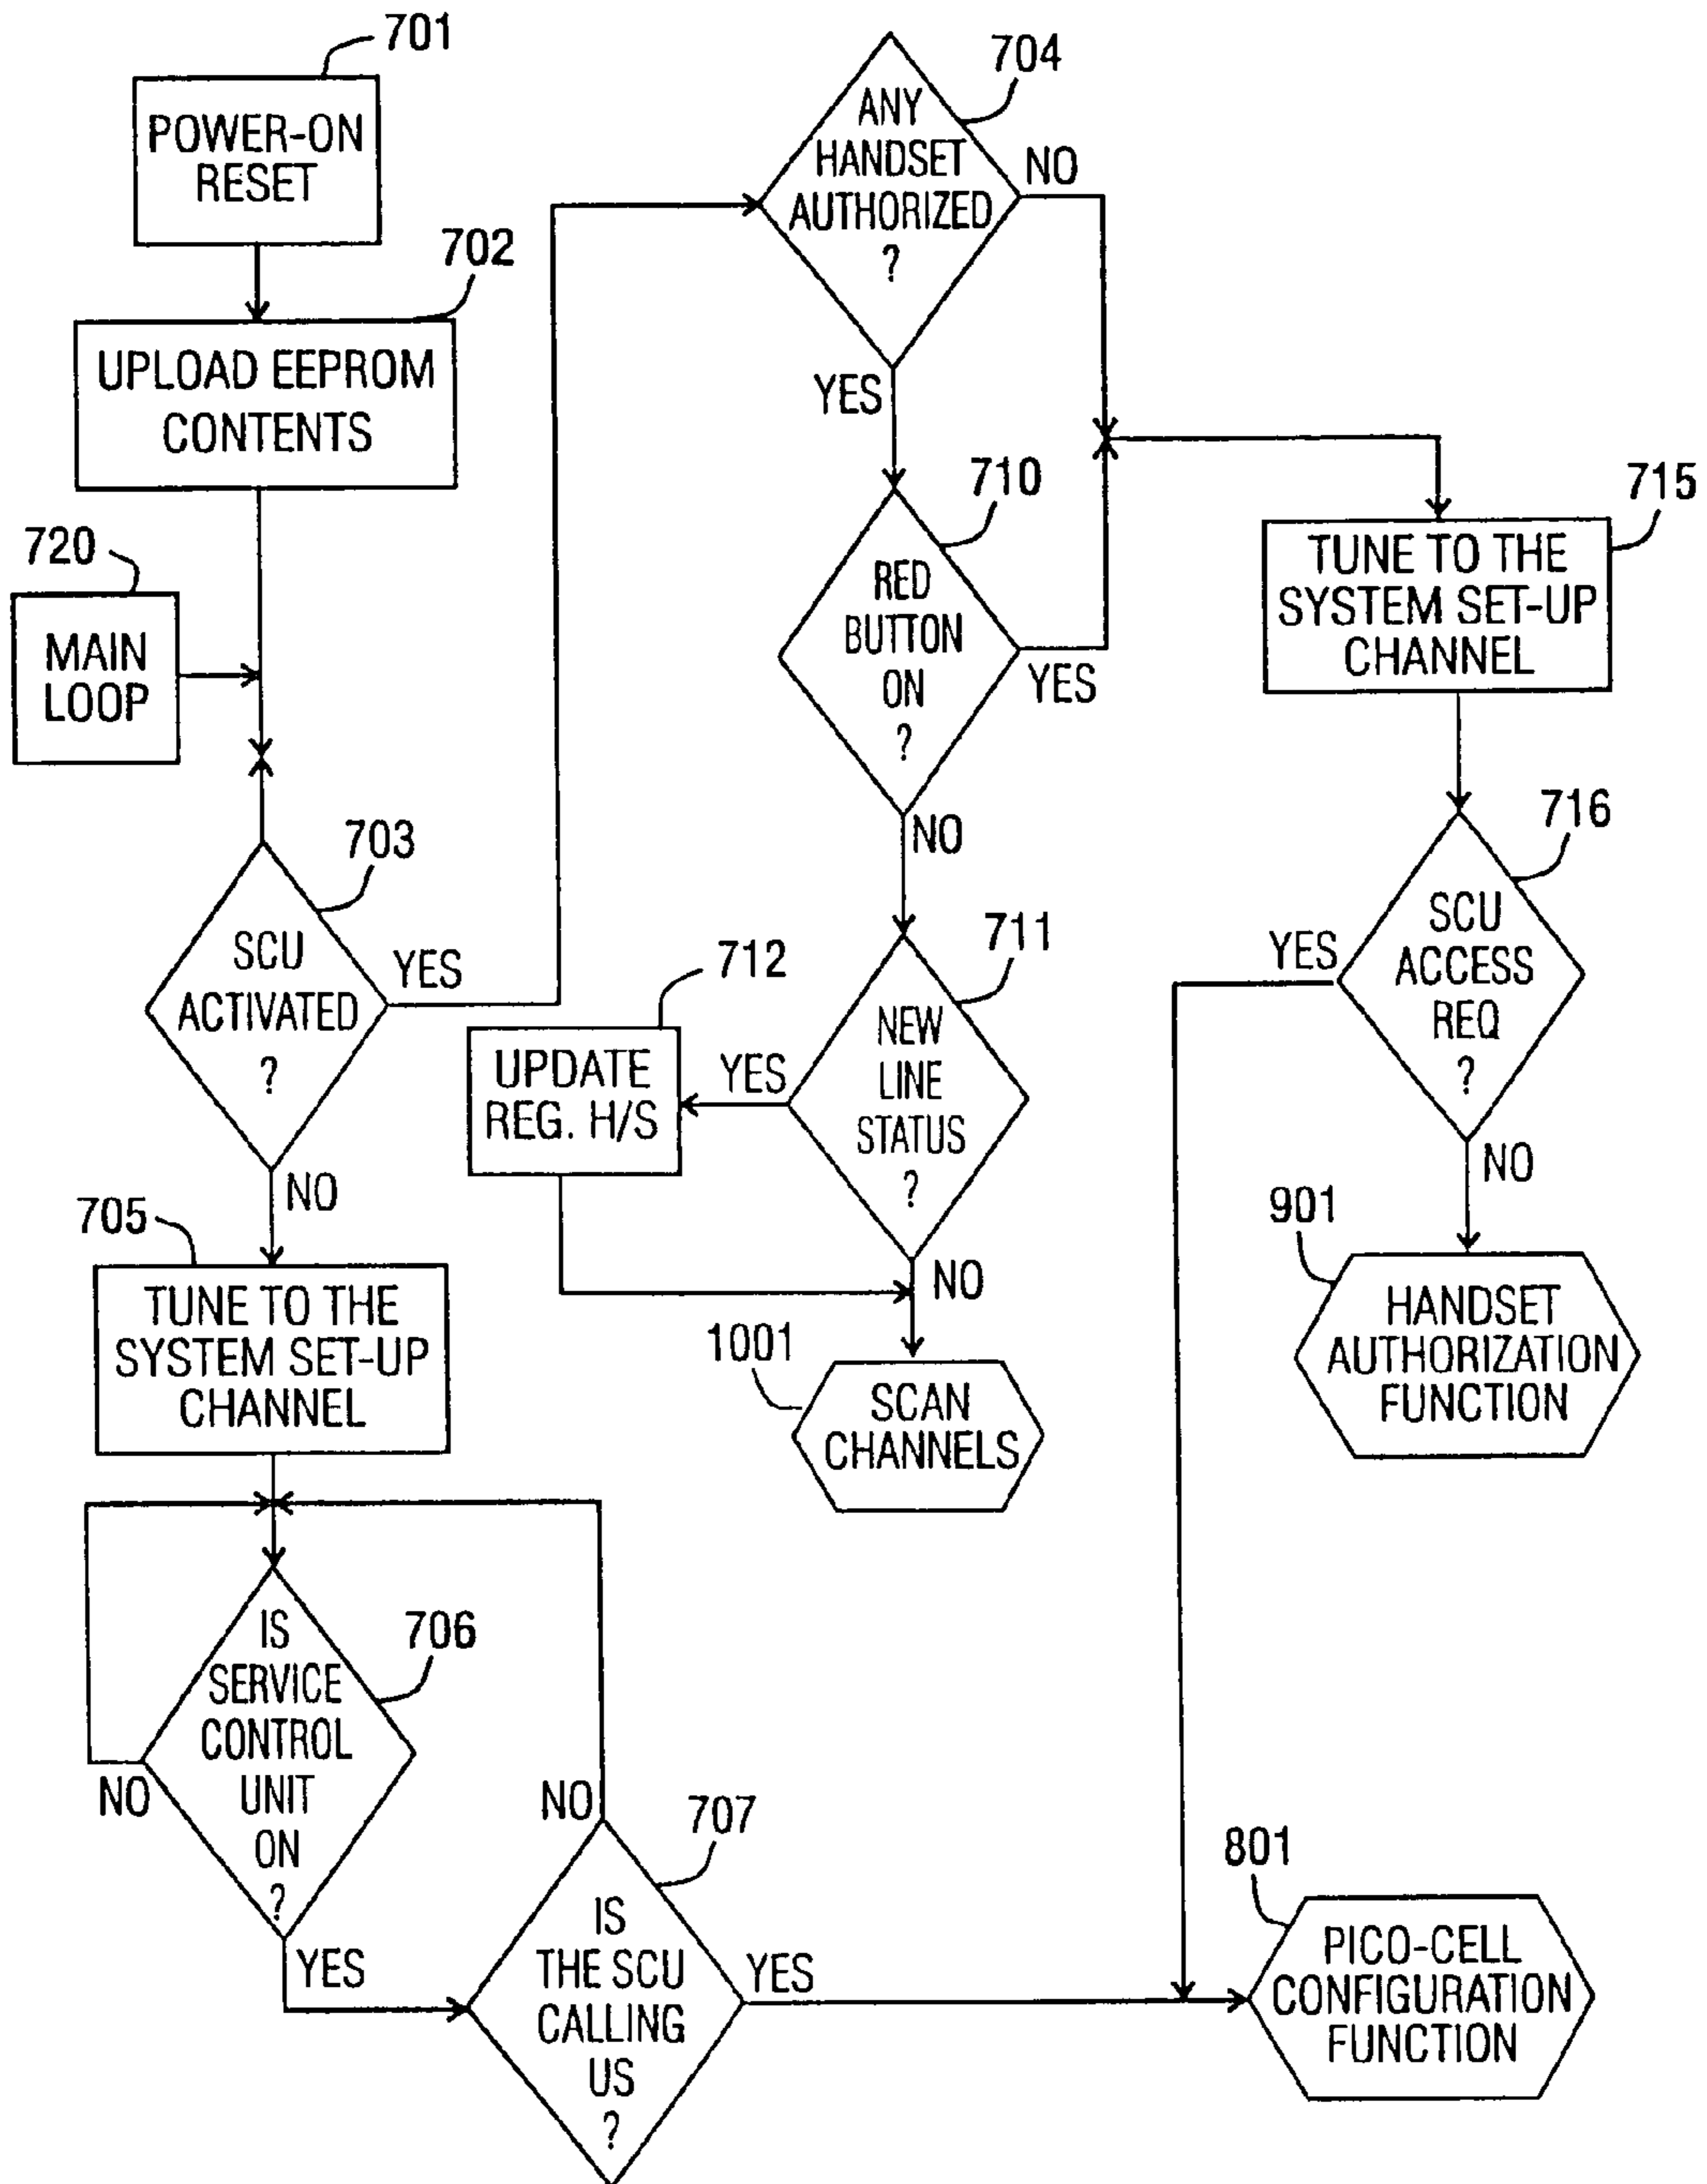 701
POWER-ON
RESET
702
UPLOAD EEPROM
CONTENTS
720
MAIN
LOOP
703
SCU
ACTIVATED
?
YES
NO
705
TUNE TO THE
SYSTEM SET-UP
CHANNEL
706
IS
SERVICE
CONTROL
UNIT
ON
?
NO
YES
707
IS
THE SCU
CALLING
US
?
NO
YES
704
ANY
HANDSET
AUTHORIZED
?
NO
YES
710
RED
BUTTON
ON
?
YES
NO
711
NEW
LINE
STATUS
?
YES
NO
712
UPDATE
REG. H/S
1001
SCAN
CHANNELS
715
TUNE TO THE
SYSTEM SET-UP
CHANNEL
716
SCU
ACCESS
REQ
?
YES
NO
901
HANDSET
AUTHORIZATION
FUNCTION
801
PICO-CELL
CONFIGURATION
FUNCTION